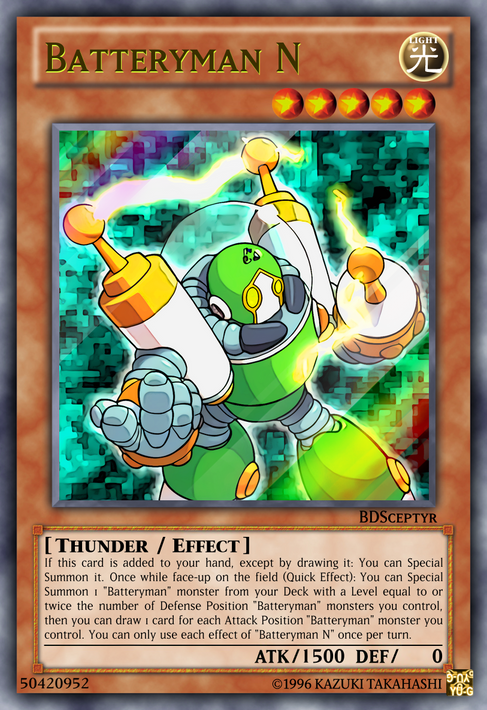 BATTERYMAN N
LIGHT
光
BDSCEPTYR
[THUNDER / EFFECT]
If this card is added to your hand, except by drawing it: You can Special
Summon it. Once while face-up on the field (Quick Effect): You can Special
Summon 1 "Batteryman" monster from your Deck with a Level equal to or
twice the number of Defense Position "Batteryman" monsters you control,
then you can draw 1 card for each Attack Position "Batteryman" monster you
control. You can only use each effect of "Batteryman N" once per turn.
ATK/1500 DEF/ 0
50420952
©1996 KAZUKI TAKAHASHI